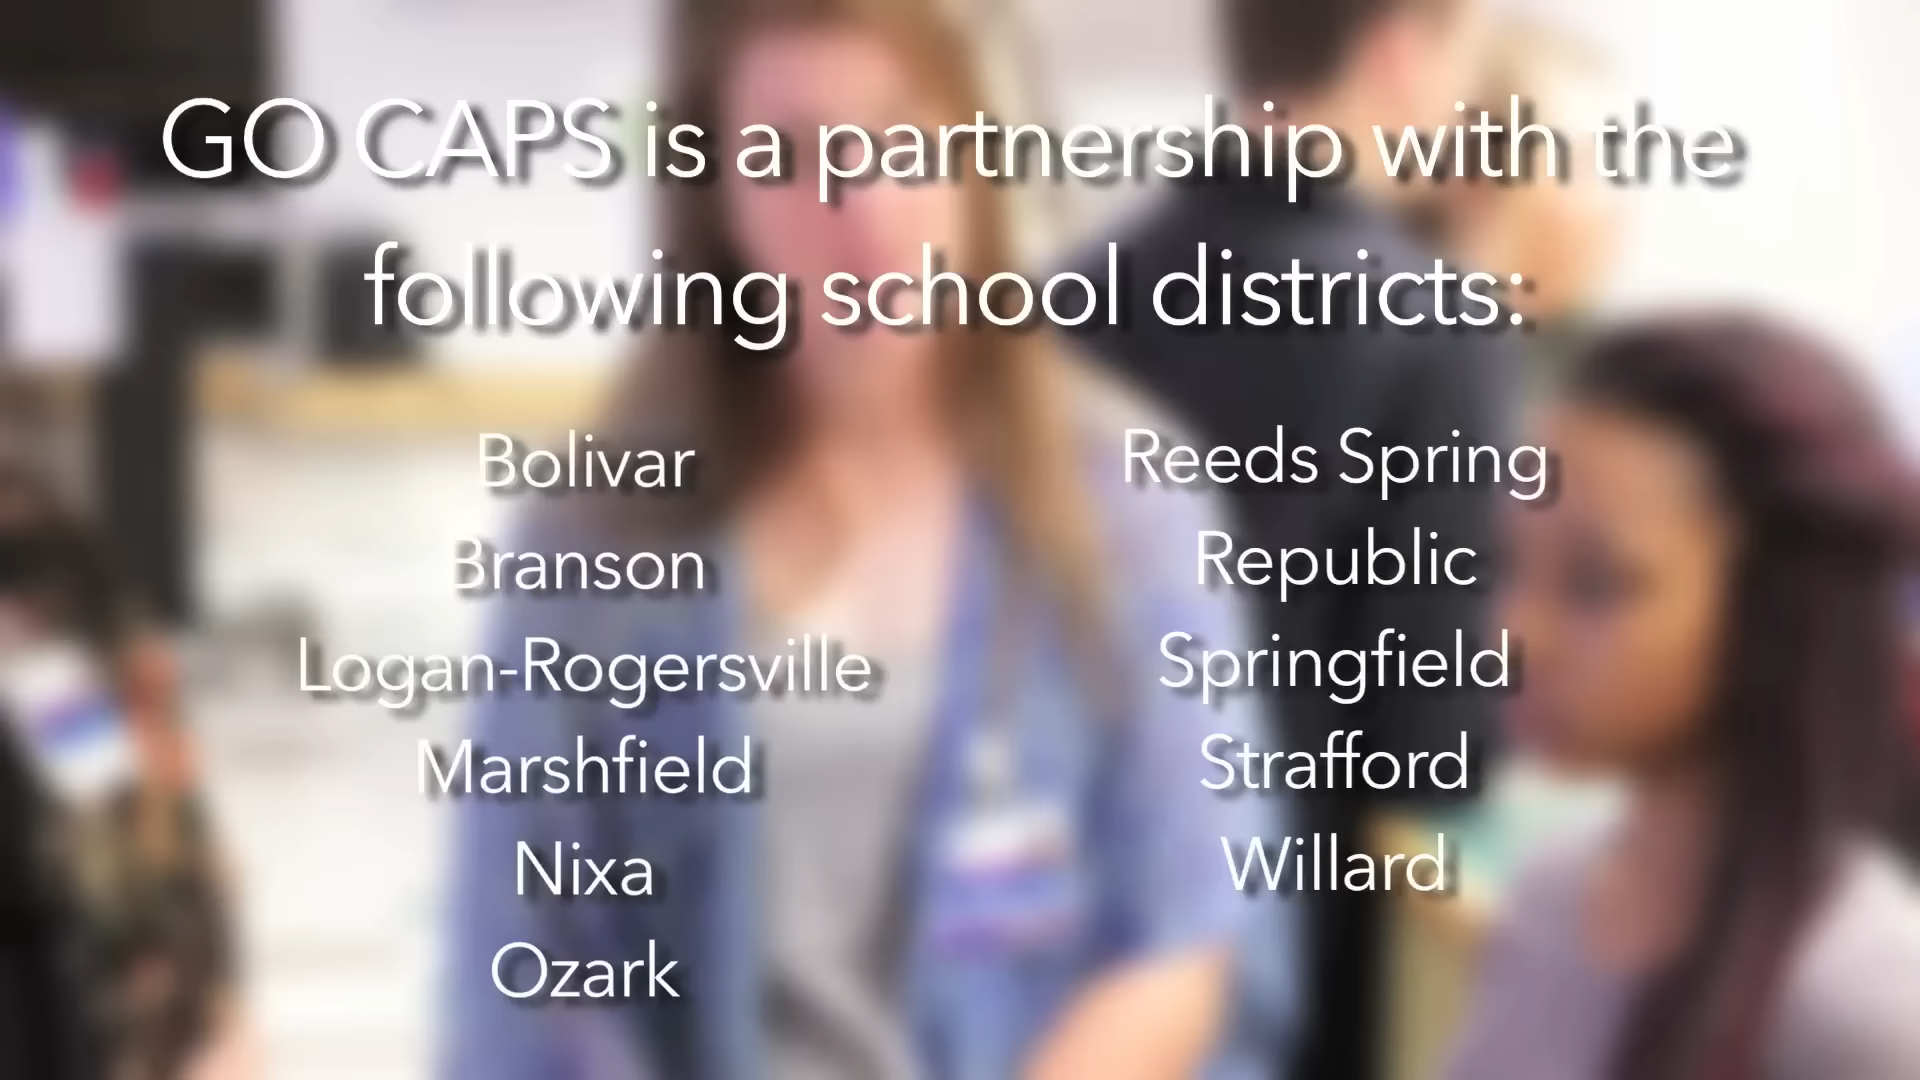 GO CAPS is a partnership with the
following school districts:
Bolivar
Branson
Logan-Rogersville
Marshfield
Nixa
Ozark
Reeds Spring
Republic
Springfield
Strafford
Willard